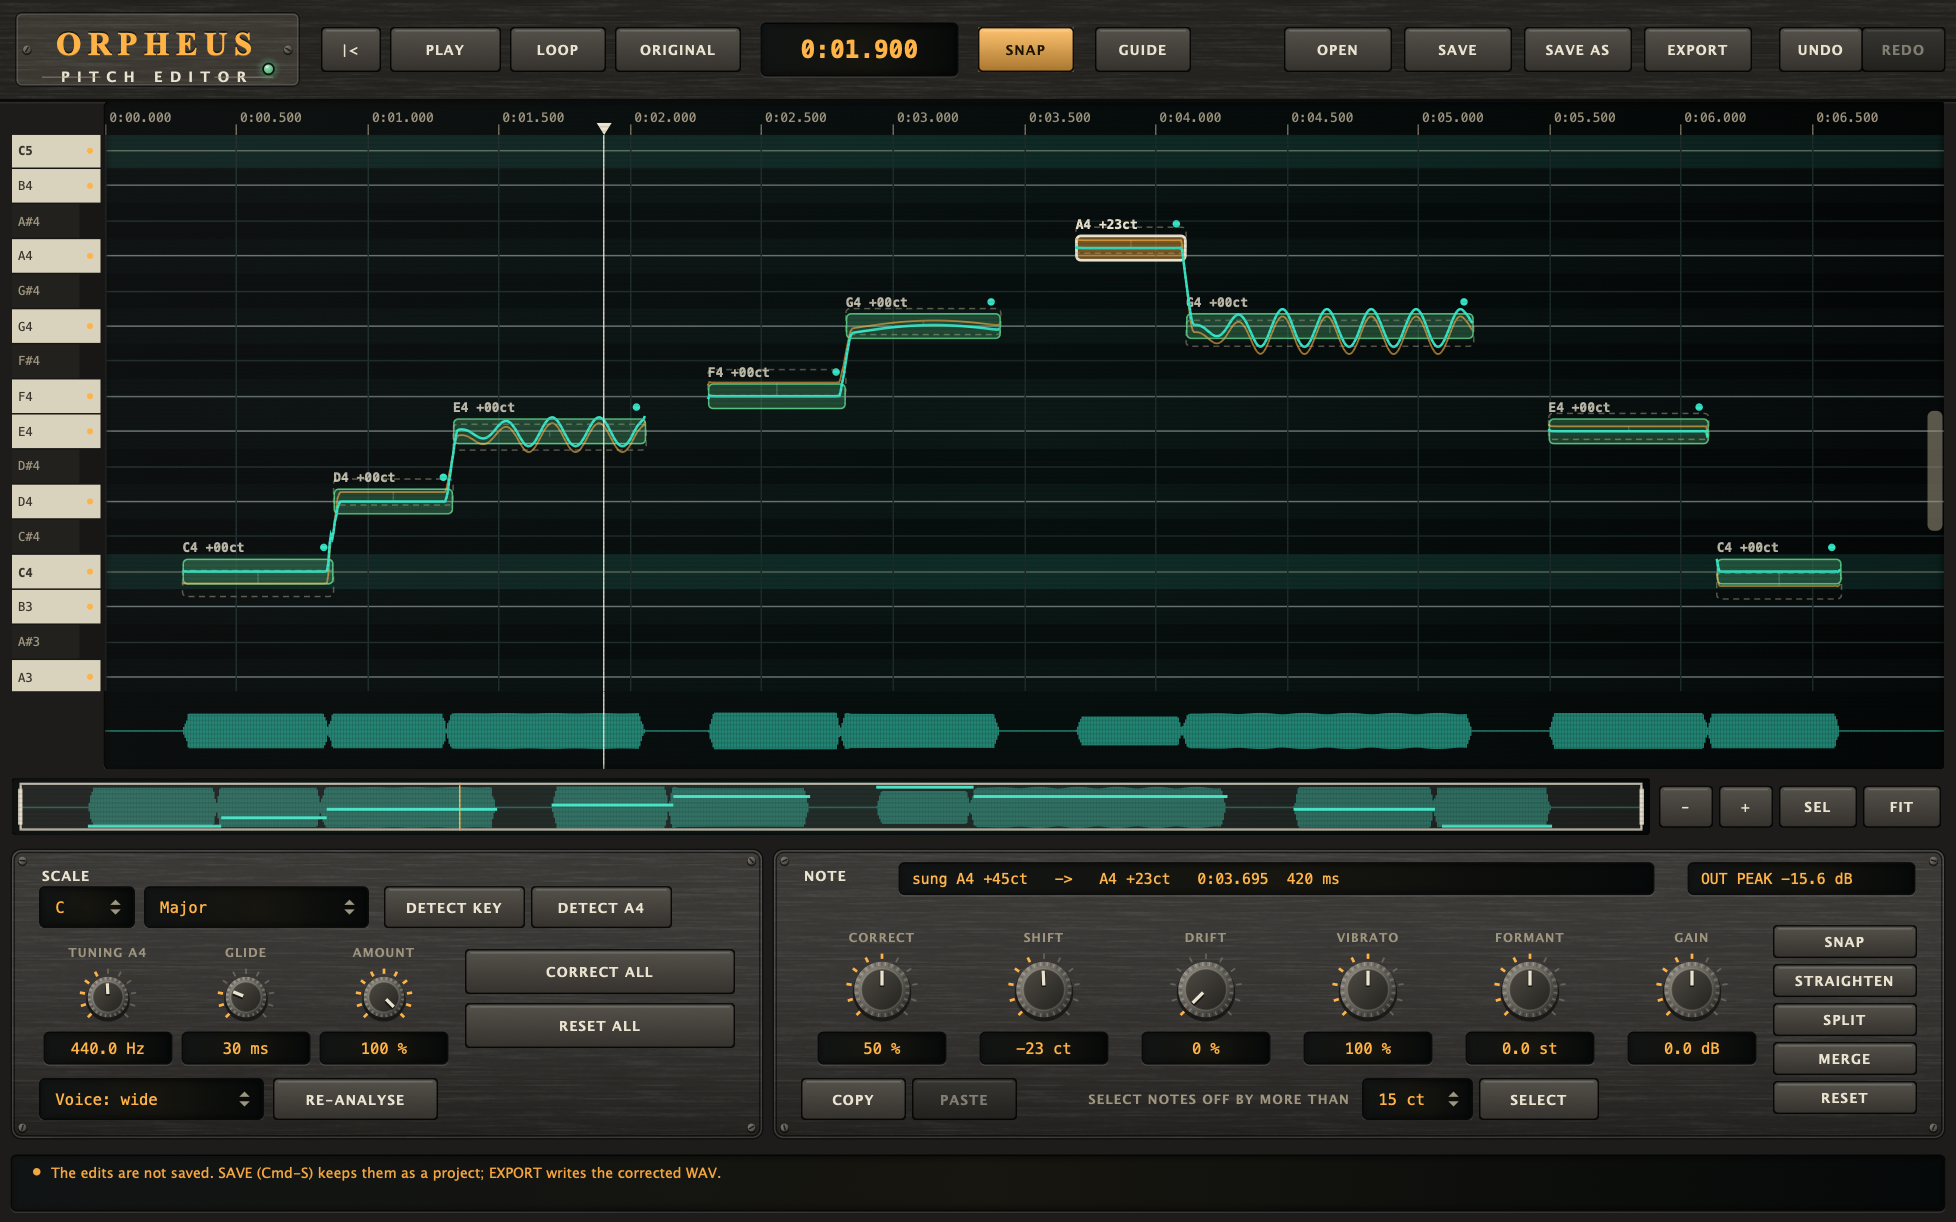 ORPHEUS
PITCH EDITOR
|< PLAY LOOP ORIGINAL 0:01.900 SNAP GUIDE OPEN SAVE SAVE AS EXPORT UNDO REDO
0:00.000 0:00.500 0:01.000 0:01.500 0:02.000 0:02.500 0:03.000 0:03.500 0:04.000 0:04.500 0:05.000 0:05.500 0:06.000 0:06.500
C5
B4
A#4
A4 +23ct
A4
G#4
G4 +00ct G4 +00ct
G4
F#4
F4 +00ct
F4
E4 +00ct E4 +00ct
E4
D#4
D4 +00ct
D4
C#4
C4 +00ct C4 +00ct
C4
B3
A#3
A3
- + SEL FIT
SCALE
C Major DETECT KEY DETECT A4
TUNING A4 GLIDE AMOUNT
CORRECT ALL
RESET ALL
440.0 Hz 30 ms 100 %
Voice: wide RE-ANALYSE
NOTE sung A4 +45ct -> A4 +23ct 0:03.695 420 ms OUT PEAK -15.6 dB
CORRECT SHIFT DRIFT VIBRATO FORMANT GAIN
50 % -23 ct 0 % 100 % 0.0 st 0.0 dB
SNAP
STRAIGHTEN
SPLIT
MERGE
RESET
COPY PASTE SELECT NOTES OFF BY MORE THAN 15 ct SELECT
The edits are not saved. SAVE (Cmd-S) keeps them as a project; EXPORT writes the corrected WAV.